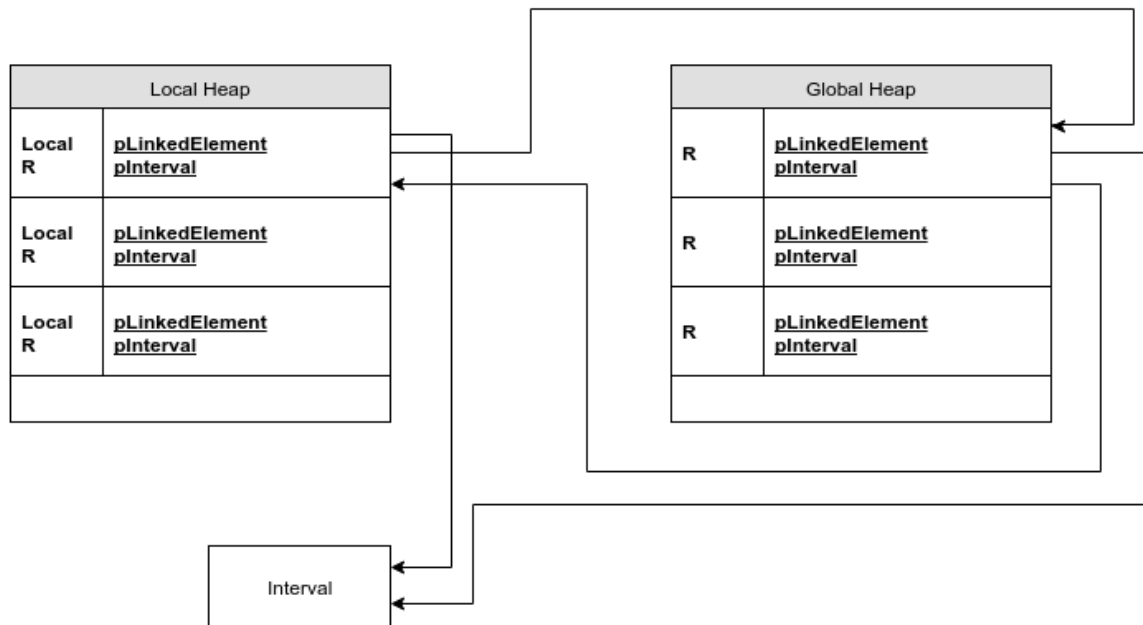 Local Heap
Local
R
pLinkedElement
pInterval
Local
R
pLinkedElement
pInterval
Local
R
pLinkedElement
pInterval
Global Heap
R
pLinkedElement
pInterval
R
pLinkedElement
pInterval
R
pLinkedElement
pInterval
Interval